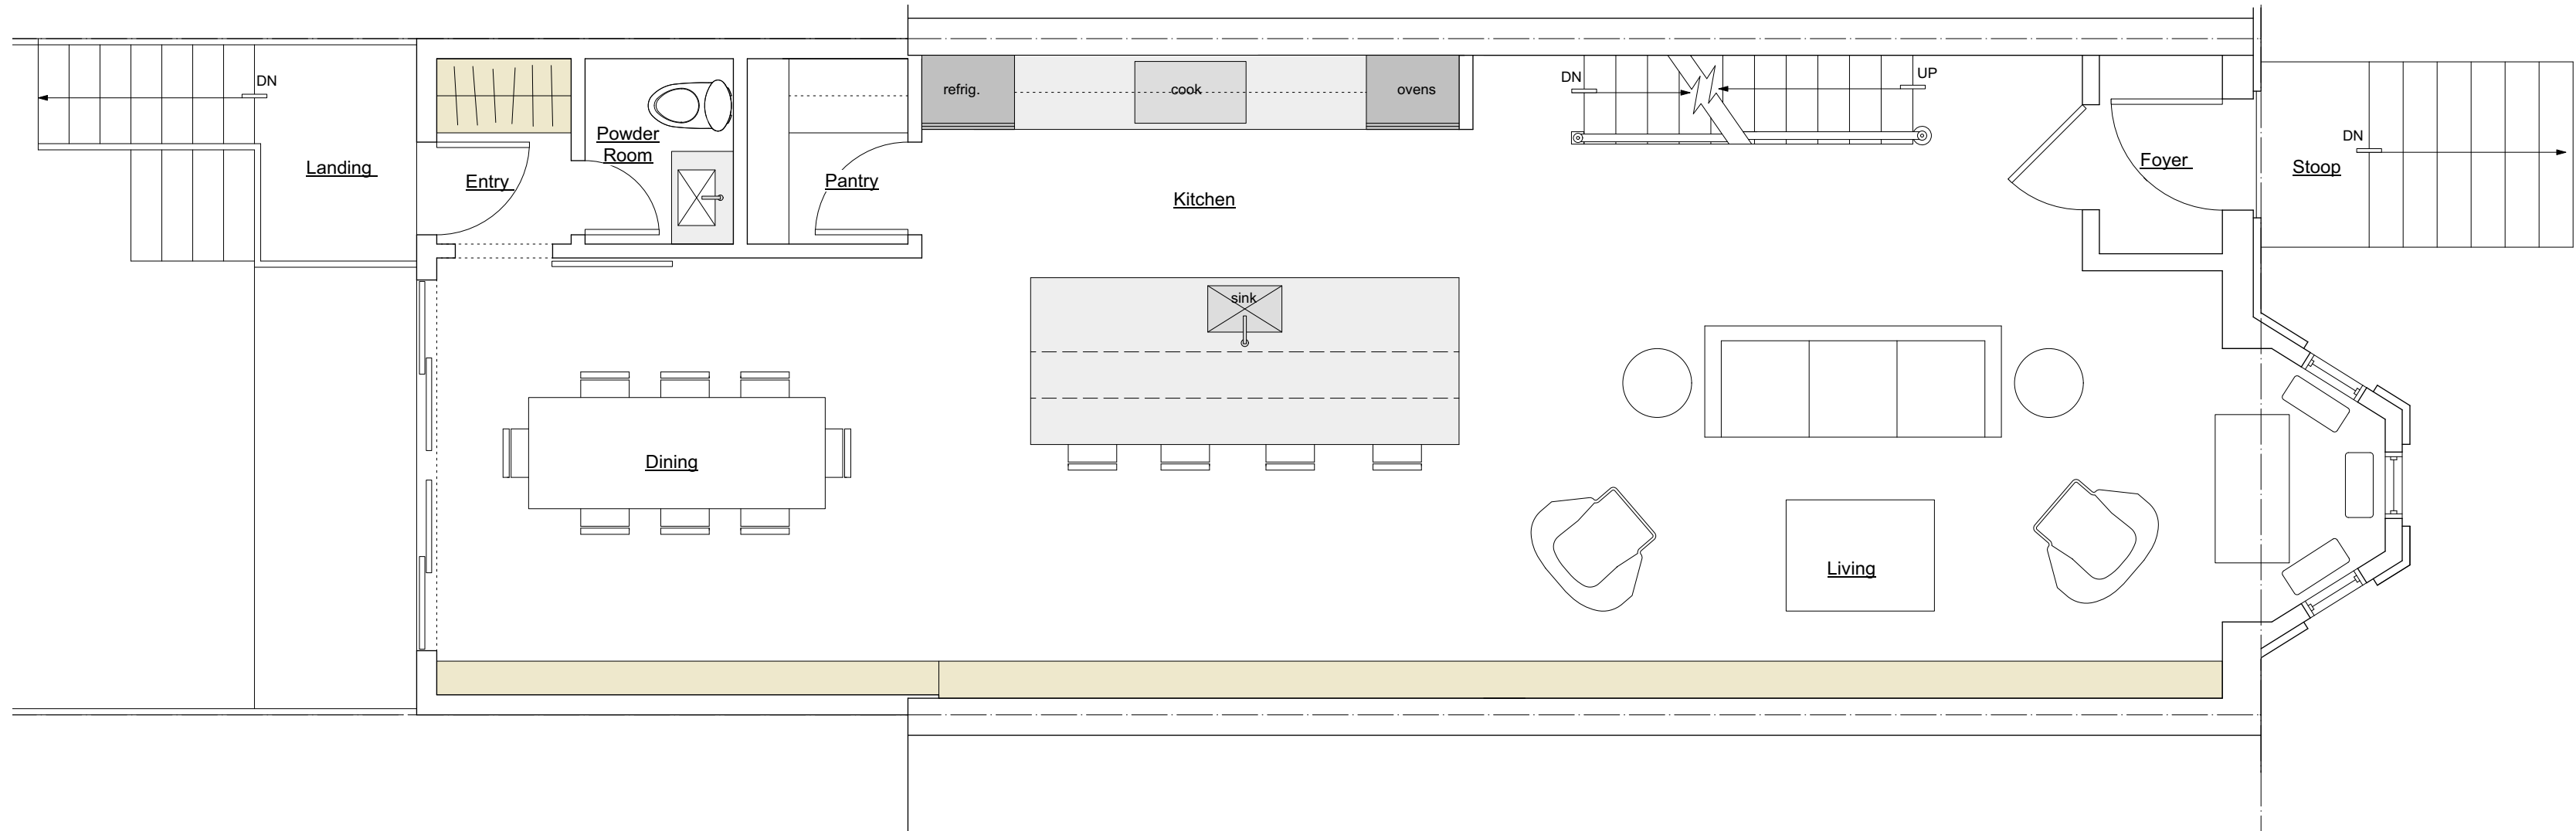 DN
Landing
Entry
Powder
Room
Pantry
refrig.
cook
ovens
Kitchen
DN
UP
Foyer
Stoop
DN
sink
Dining
Living